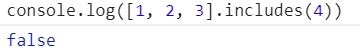 console.log([1, 2, 3].includes(4))
false